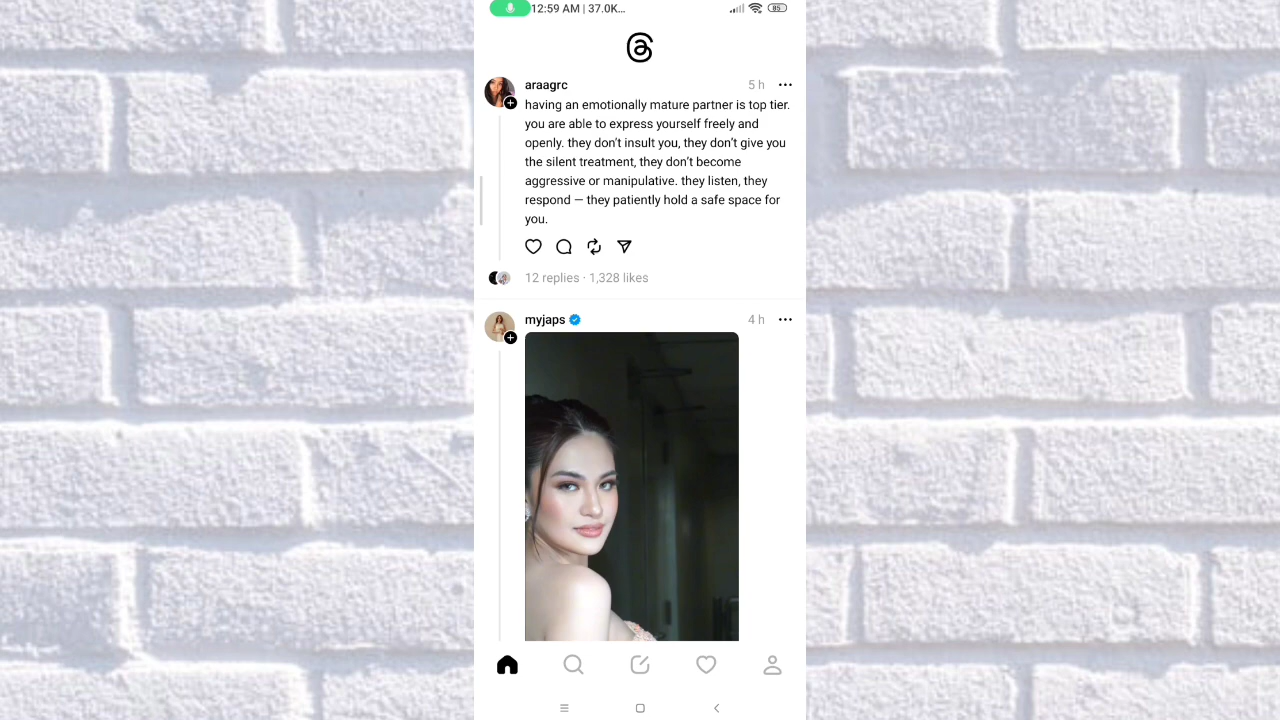 12:59 AM | 37.0K...
85
araagrc
5 h
having an emotionally mature partner is top tier.
you are able to express yourself freely and
openly. they don't insult you, they don't give you
the silent treatment, they don't become
aggressive or manipulative. they listen, they
respond — they patiently hold a safe space for
you.
12 replies · 1,328 likes
myjaps
4 h